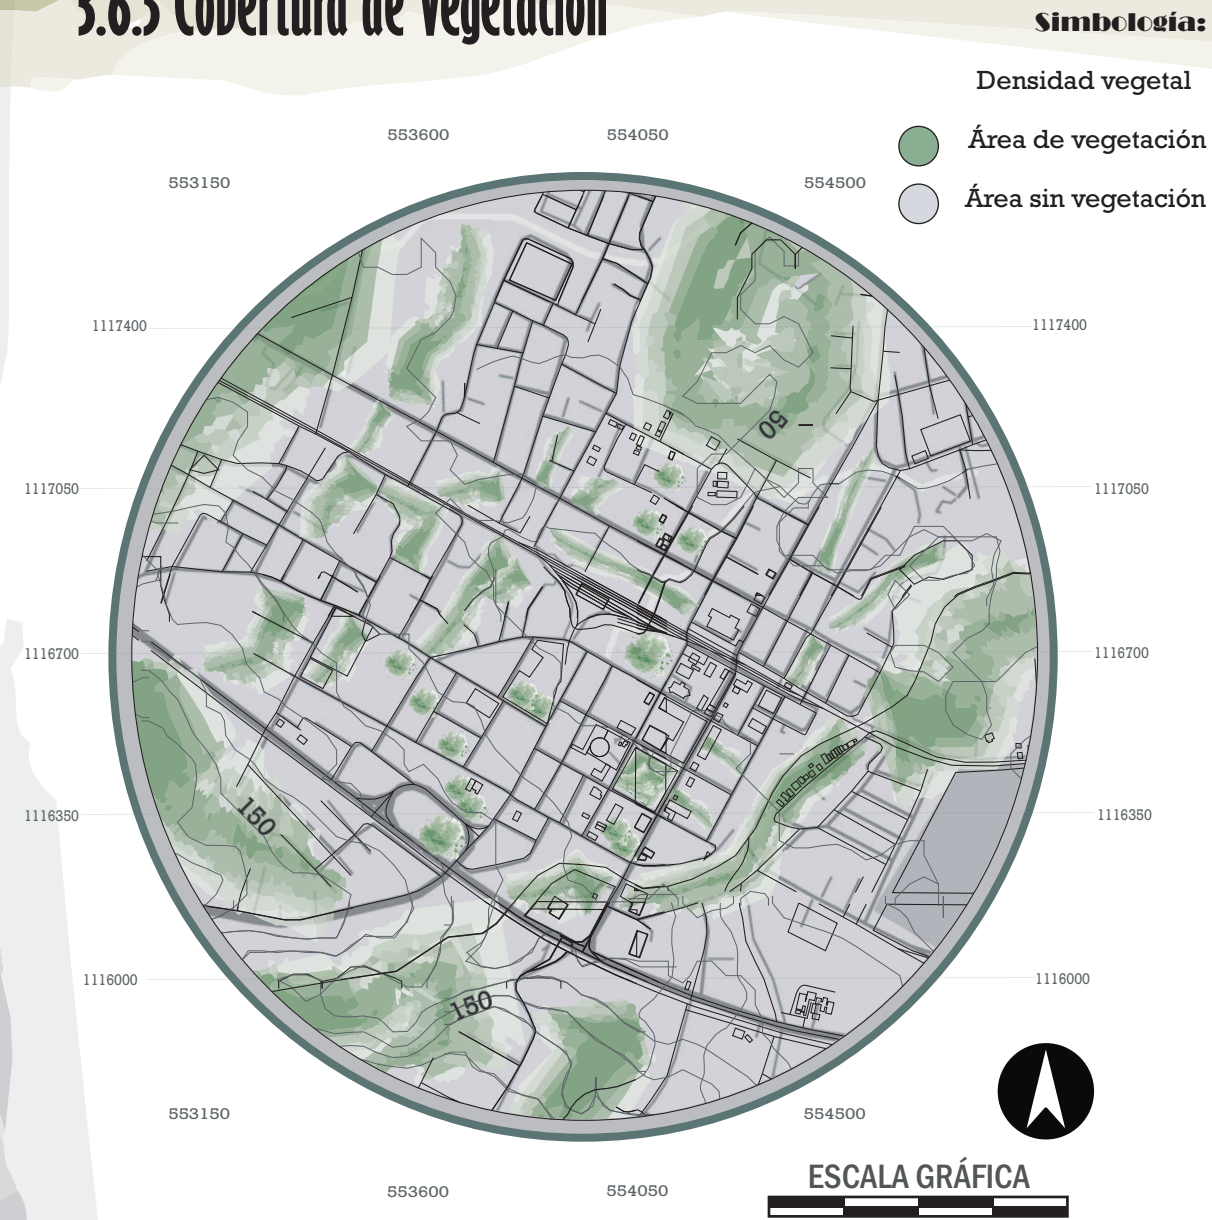 3.6.3 Cobertura de Vegetación
Simbología:
Densidad vegetal
Área de vegetación
Área sin vegetación
553600 554050
553150 554500
1117400 1117400
50
1117050 1117050
1116700 1116700
150
1116350 1116350
1116000 1116000
150
553150 554500
553600 554050
ESCALA GRÁFICA